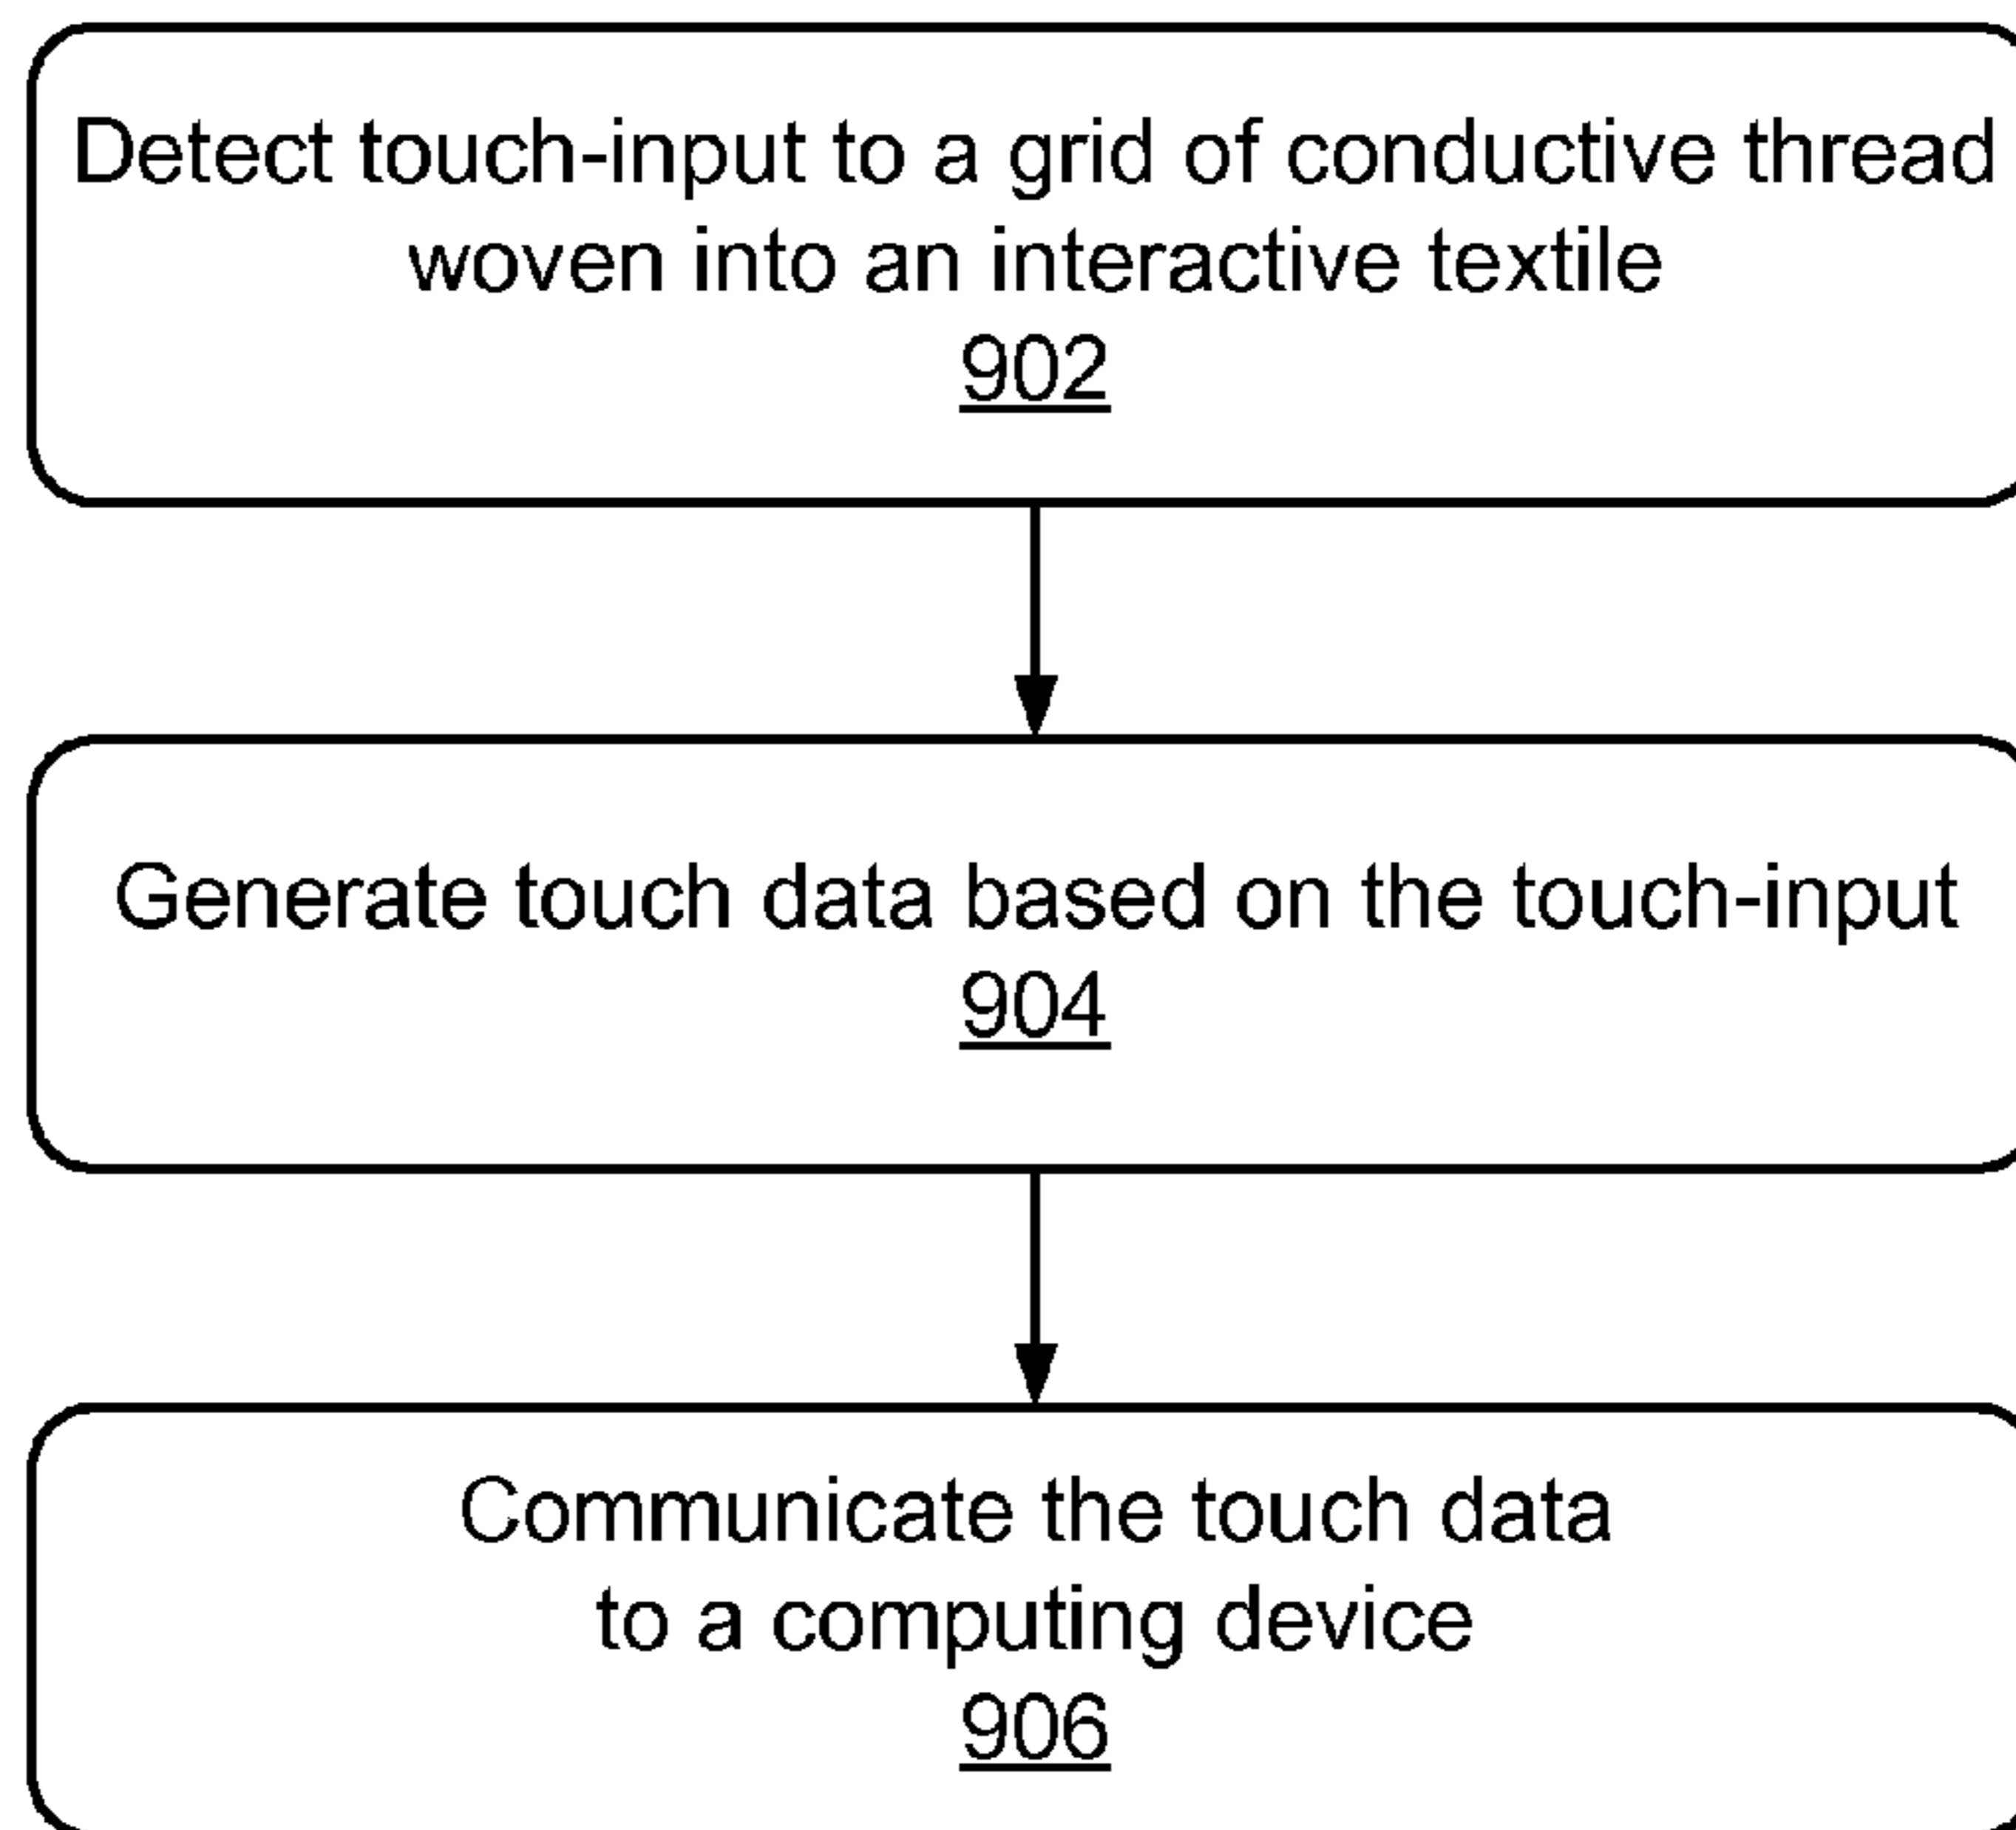 Detect touch-input to a grid of conductive thread
woven into an interactive textile
902
Generate touch data based on the touch-input
904
Communicate the touch data
to a computing device
906